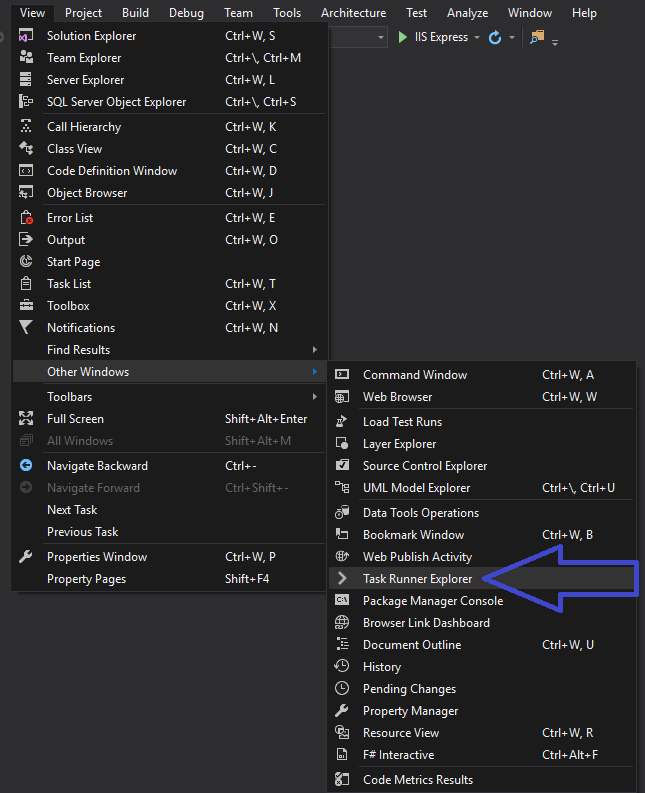 View Project Build Debug Team Tools Architecture Test Analyze Window Help
IIS Express
Solution Explorer Ctrl+W, S
Team Explorer Ctrl+\, Ctrl+M
Server Explorer Ctrl+W, L
SQL Server Object Explorer Ctrl+\, Ctrl+S
Call Hierarchy Ctrl+W, K
Class View Ctrl+W, C
Code Definition Window Ctrl+W, D
Object Browser Ctrl+W, J
Error List Ctrl+W, E
Output Ctrl+W, O
Start Page
Task List Ctrl+W, T
Toolbox Ctrl+W, X
Notifications Ctrl+W, N
Find Results
Other Windows
Toolbars
Full Screen Shift+Alt+Enter
All Windows Shift+Alt+M
Navigate Backward Ctrl+-
Navigate Forward Ctrl+Shift+-
Next Task
Previous Task
Properties Window Ctrl+W, P
Property Pages Shift+F4
Command Window Ctrl+W, A
Web Browser Ctrl+W, W
Load Test Runs
Layer Explorer
Source Control Explorer
UML Model Explorer Ctrl+\, Ctrl+U
Data Tools Operations
Bookmark Window Ctrl+W, B
Web Publish Activity
Task Runner Explorer
C:\ Package Manager Console
Browser Link Dashboard
Document Outline Ctrl+W, U
History
Pending Changes
Property Manager
Resource View Ctrl+W, R
F# Interactive Ctrl+Alt+F
Code Metrics Results